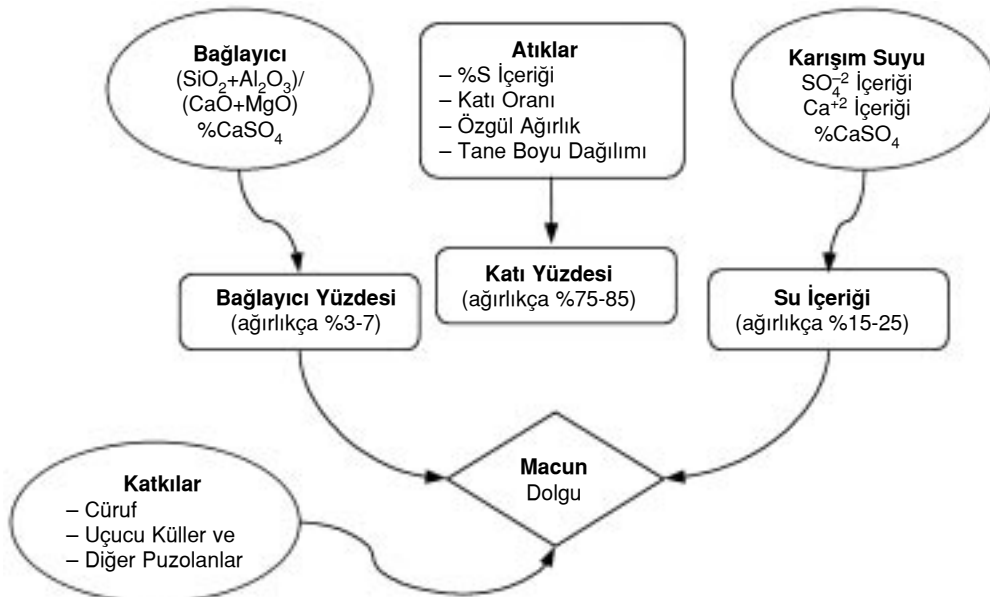 Bağlayıcı
(SiO₂+Al₂O₃)/
(CaO+MgO)
%CaSO₄
Atıklar
– %S İçeriği
– Katı Oranı
– Özgül Ağırlık
– Tane Boyu Dağılımı
Karışım Suyu
SO₄⁻² İçeriği
Ca⁺² İçeriği
%CaSO₄
Bağlayıcı Yüzdesi
(ağırlıkça %3-7)
Katı Yüzdesi
(ağırlıkça %75-85)
Su İçeriği
(ağırlıkça %15-25)
Macun
Dolgu
Katkılar
– Cüruf
– Uçucu Küller ve
– Diğer Puzolanlar